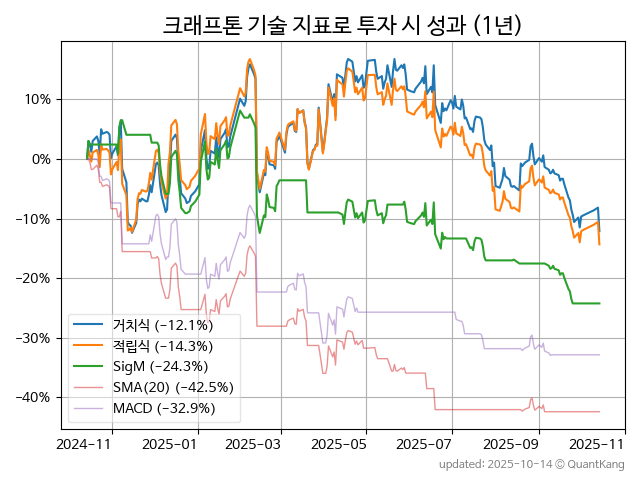 크래프톤 기술 지표로 투자 시 성과 (1년)
10%
0%
−10%
−20%
−30%
−40%
거치식 (−12.1%)
적립식 (−14.3%)
SigM (−24.3%)
SMA(20) (−42.5%)
MACD (−32.9%)
2024-11 2025-01 2025-03 2025-05 2025-07 2025-09 2025-11
updated: 2025-10-14 © QuantKang